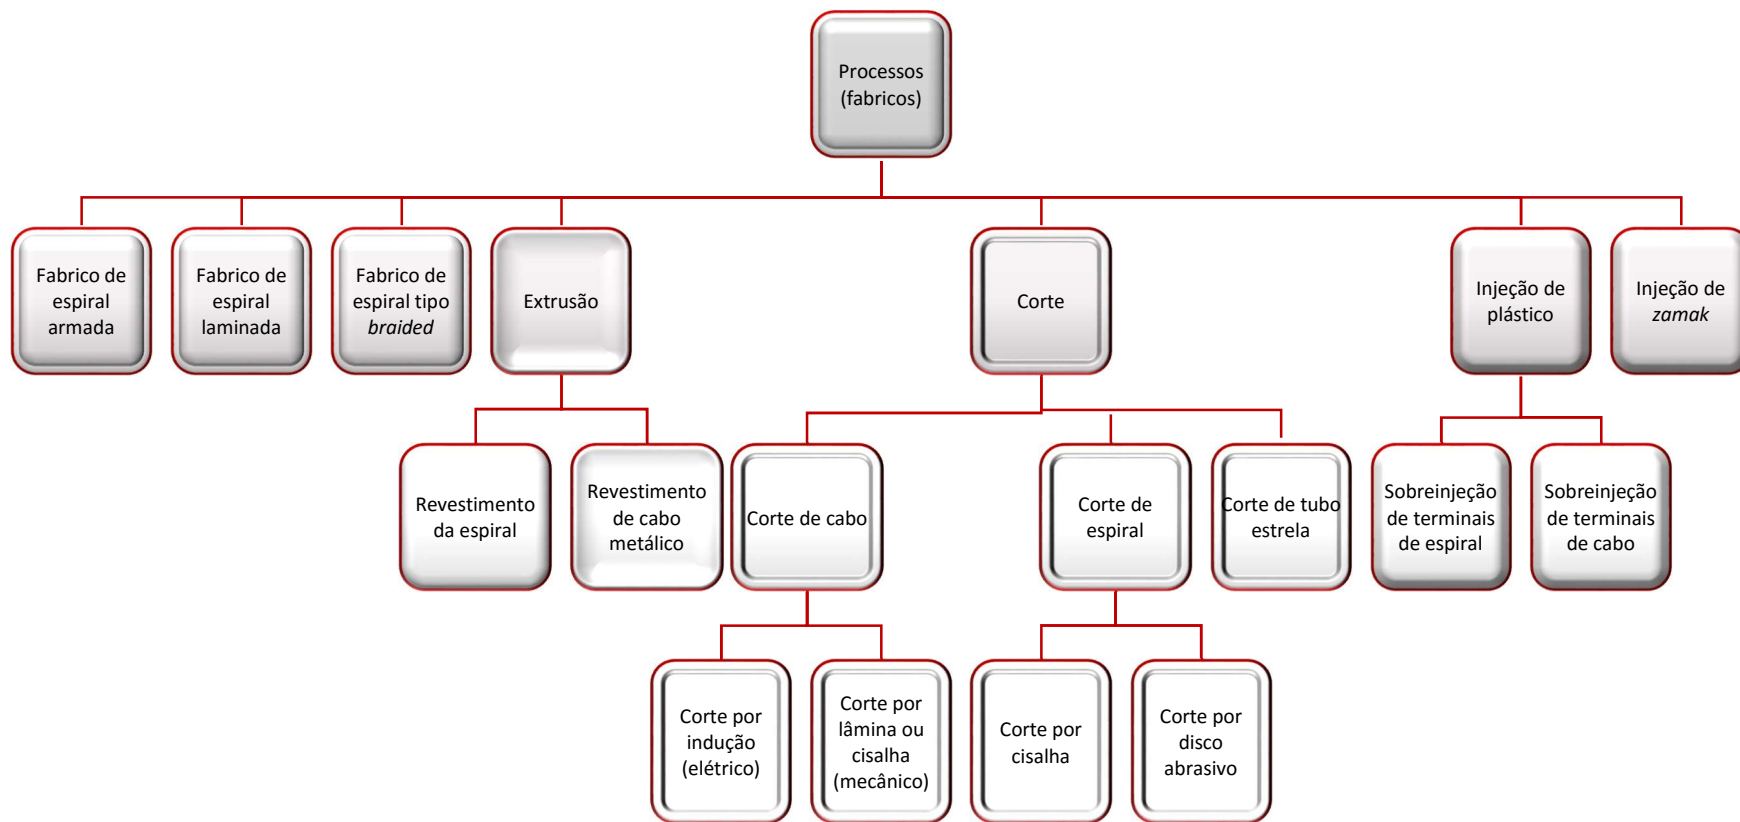 Processos
(fabricos)
Fabrico de
espiral
armada
Fabrico de
espiral
laminada
Fabrico de
espiral tipo
braided
Extrusão
Corte
Injeção de
plástico
Injeção de
zamak
Revestimento
da espiral
Revestimento
de cabo
metálico
Corte de cabo
Corte de
espiral
Corte de tubo
estrela
Sobreinjeção
de terminais
de espiral
Sobreinjeção
de terminais
de cabo
Corte por
indução
(elétrico)
Corte por
lâmina ou
cisalha
(mecânico)
Corte por
cisalha
Corte por
disco
abrasivo